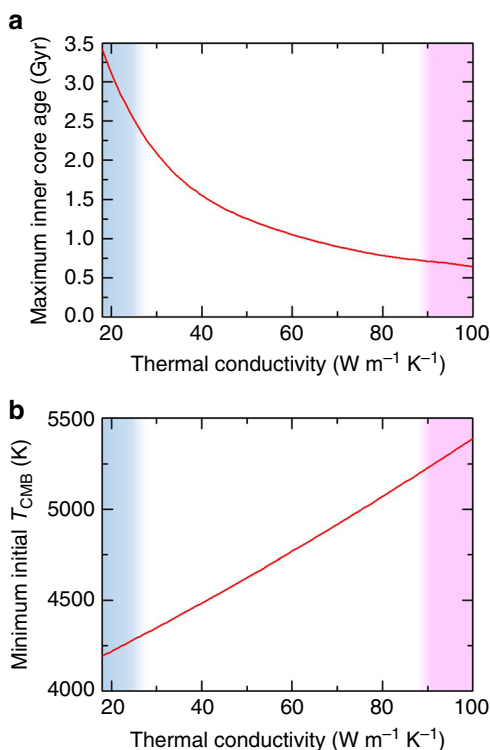 a
Maximum inner core age (Gyr)
3.5
3.0
2.5
2.0
1.5
1.0
0.5
0.0
20 40 60 80 100
Thermal conductivity (W m⁻¹ K⁻¹)
b
Minimum initial T_CMB (K)
5500
5000
4500
4000
20 40 60 80 100
Thermal conductivity (W m⁻¹ K⁻¹)